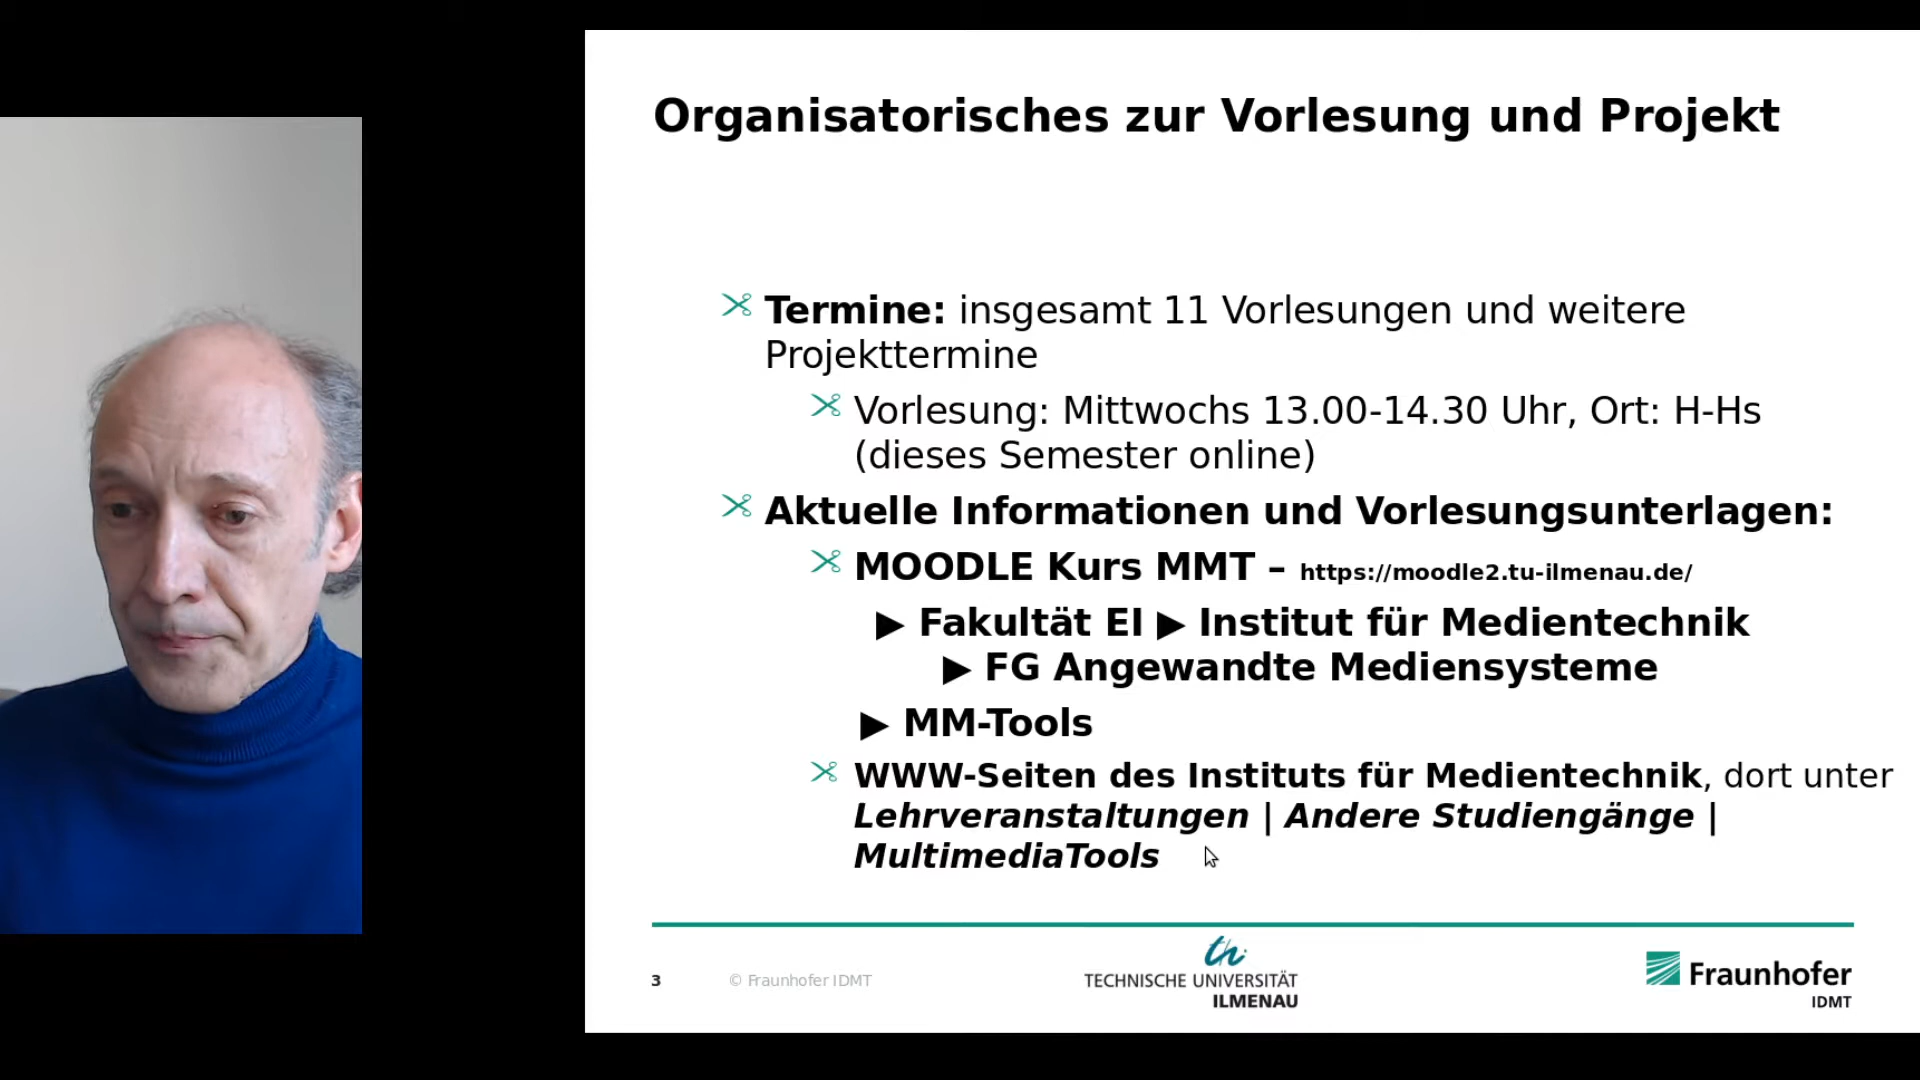 Organisatorisches zur Vorlesung und Projekt
Termine: insgesamt 11 Vorlesungen und weitere
Projekttermine
Vorlesung: Mittwochs 13.00-14.30 Uhr, Ort: H-Hs
(dieses Semester online)
Aktuelle Informationen und Vorlesungsunterlagen:
MOODLE Kurs MMT – https://moodle2.tu-ilmenau.de/
▶ Fakultät EI ▶ Institut für Medientechnik
▶ FG Angewandte Mediensysteme
▶ MM-Tools
WWW-Seiten des Instituts für Medientechnik, dort unter
Lehrveranstaltungen | Andere Studiengänge |
MultimediaTools
3
© Fraunhofer IDMT
th
TECHNISCHE UNIVERSITÄT
ILMENAU
Fraunhofer
IDMT